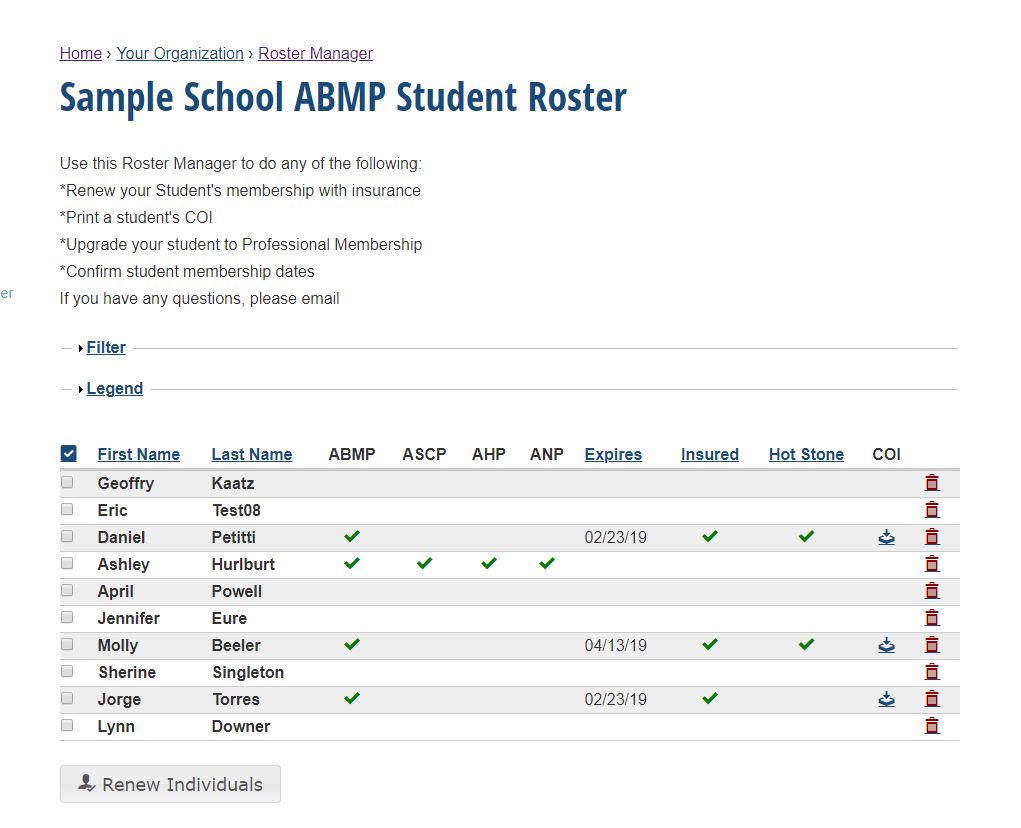 Home › Your Organization › Roster Manager
Sample School ABMP Student Roster
Use this Roster Manager to do any of the following:
*Renew your Student's membership with insurance
*Print a student's COI
*Upgrade your student to Professional Membership
*Confirm student membership dates
er
If you have any questions, please email
Filter
Legend
First Name Last Name ABMP ASCP AHP ANP Expires Insured Hot Stone COI
Geoffry Kaatz
Eric Test08
Daniel Petitti 02/23/19
Ashley Hurlburt
April Powell
Jennifer Eure
Molly Beeler 04/13/19
Sherine Singleton
Jorge Torres 02/23/19
Lynn Downer
Renew Individuals